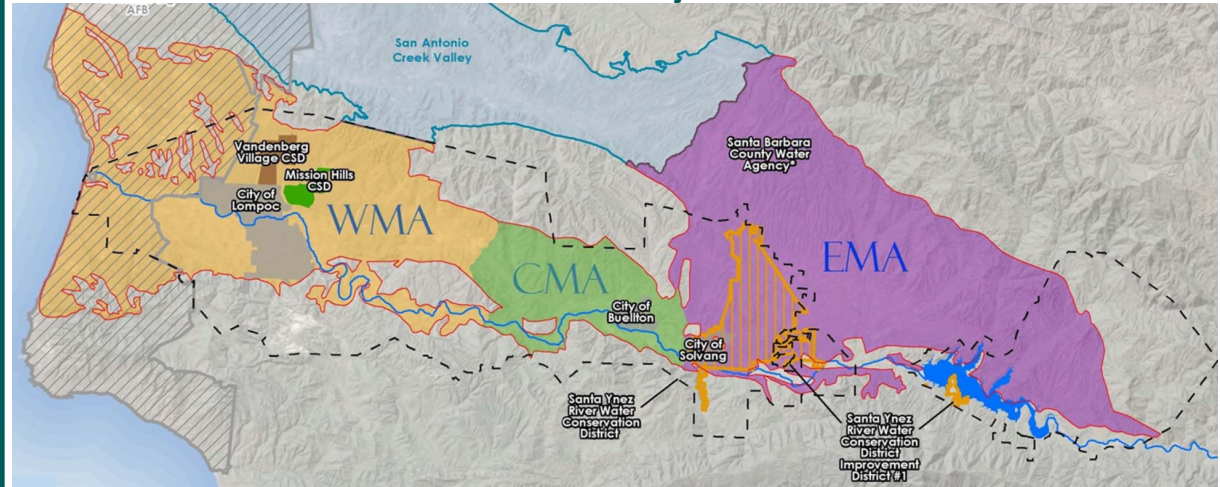 AFB
San Antonio
Creek Valley
Vandenberg
Village CSD
Mission Hills
CSD
City of
Lompoc
WMA
Santa Barbara
County Water
Agency*
EMA
CMA
City of
Buellton
City of
Solvang
Santa Ynez
River Water
Conservation
District
Santa Ynez
River Water
Conservation
District
Improvement
District #1